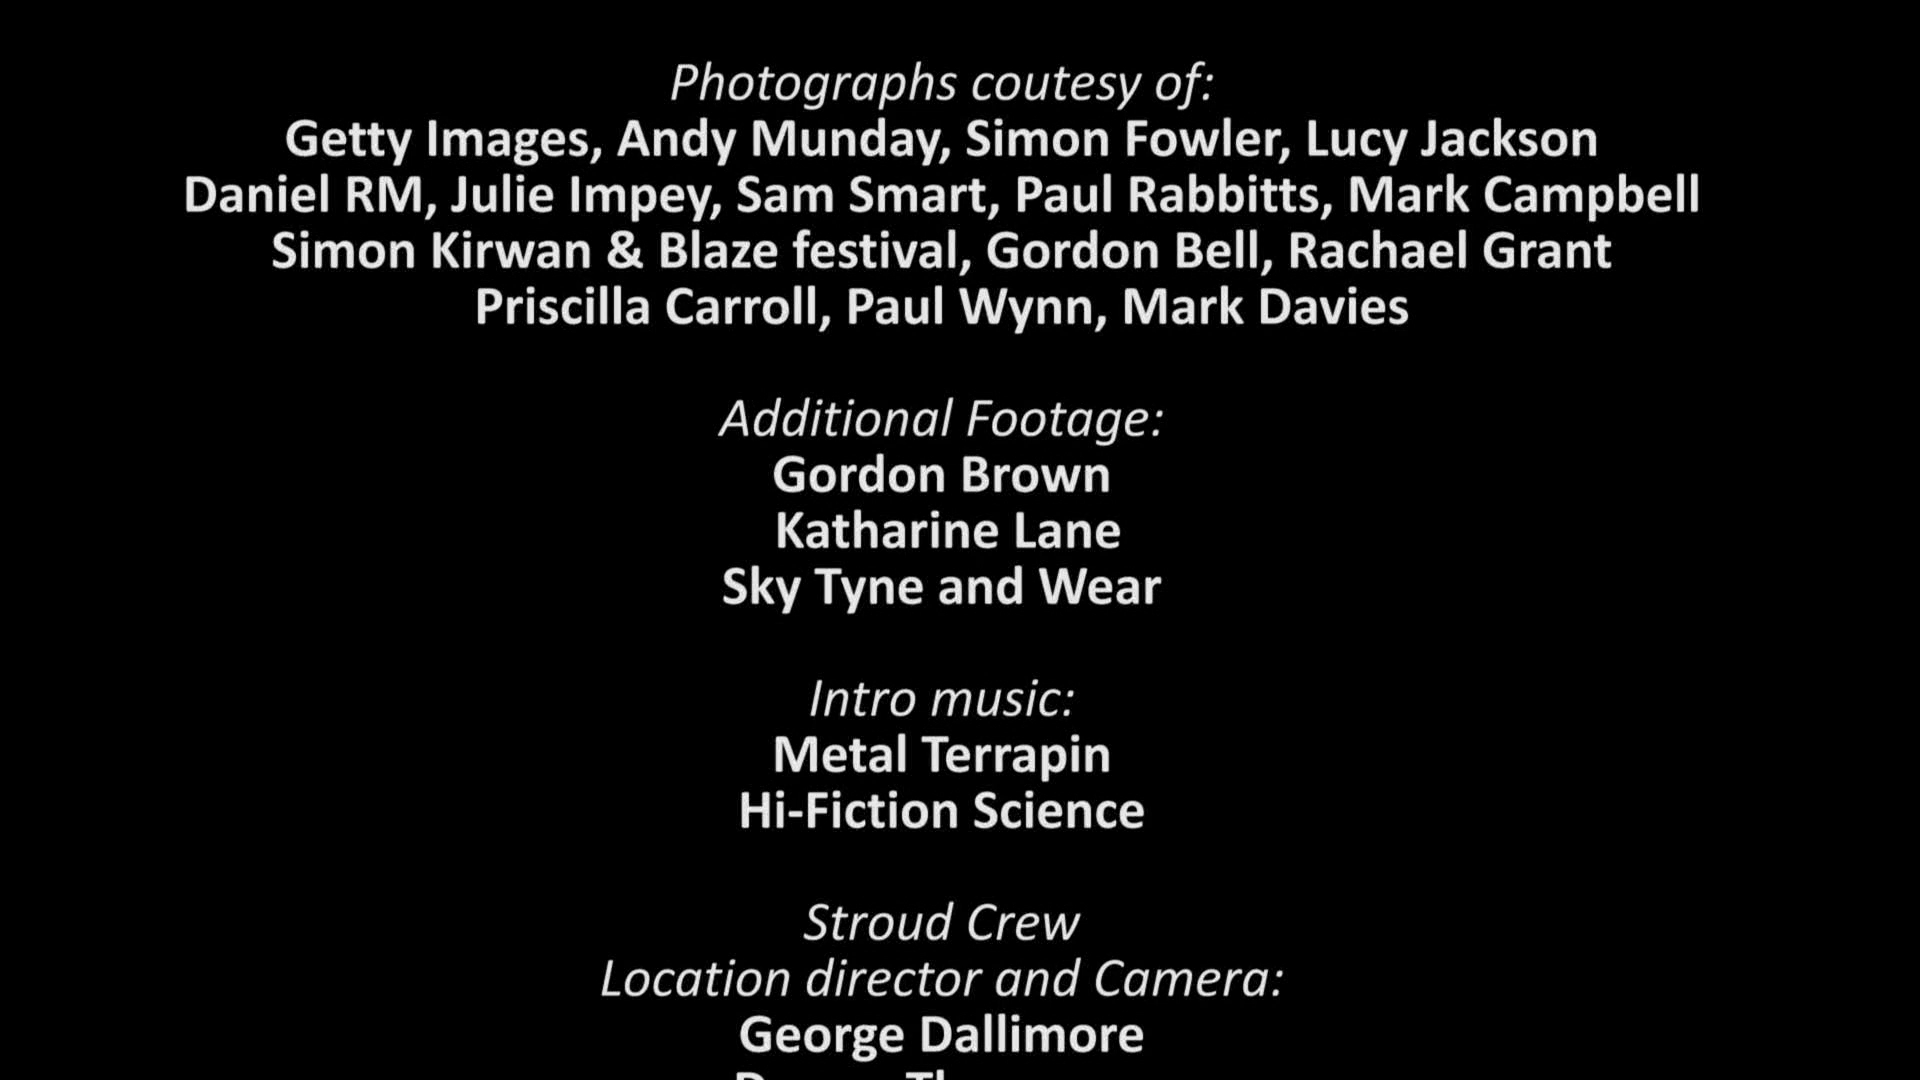 Photographs coutesy of:
Getty Images, Andy Munday, Simon Fowler, Lucy Jackson
Daniel RM, Julie Impey, Sam Smart, Paul Rabbitts, Mark Campbell
Simon Kirwan & Blaze festival, Gordon Bell, Rachael Grant
Priscilla Carroll, Paul Wynn, Mark Davies
Additional Footage:
Gordon Brown
Katharine Lane
Sky Tyne and Wear
Intro music:
Metal Terrapin
Hi-Fiction Science
Stroud Crew
Location director and Camera:
George Dallimore